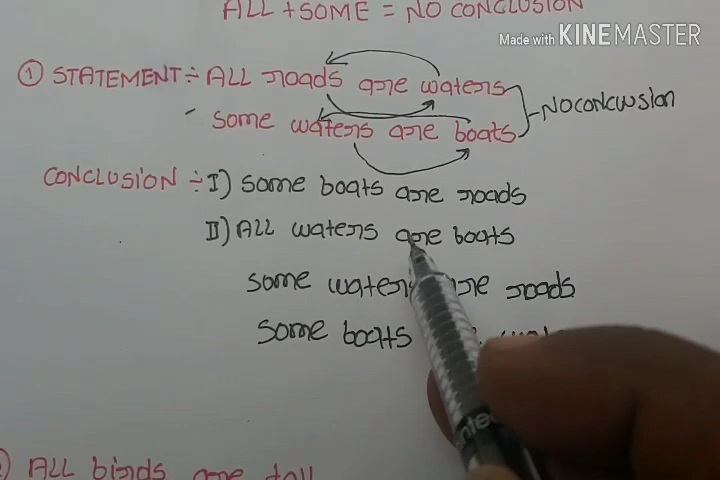 ALL + SOME = NO CONCLUSION
Made with KINEMASTER
① STATEMENT÷ ALL roads are waters
some waters are boats
NO conclusion
CONCLUSION ÷ I) some boats are roads
II) ALL waters are boats
some waters are roads
some boats
ALL birds are tall